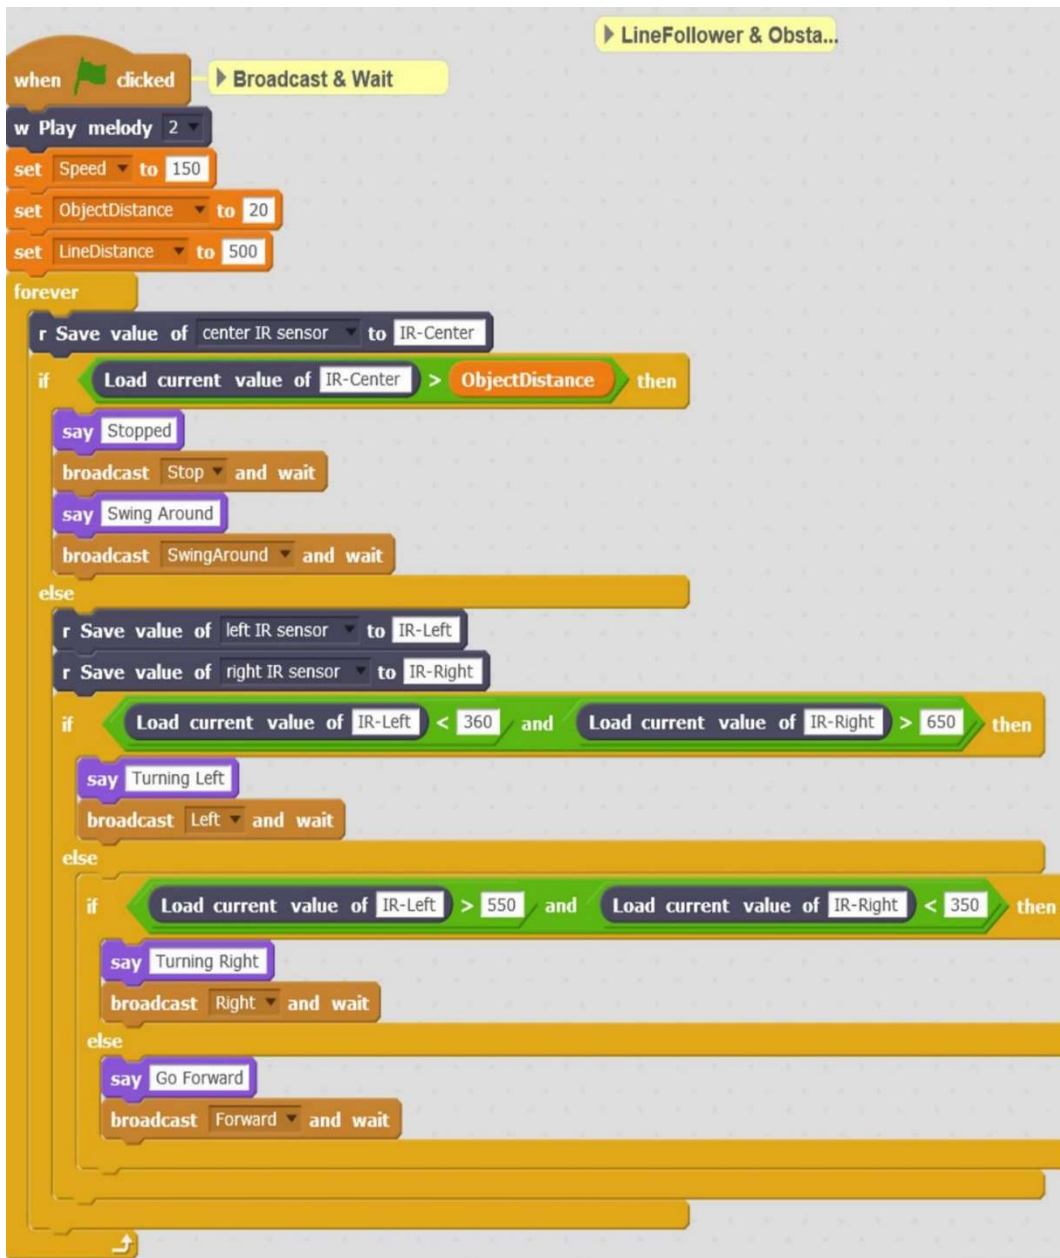 LineFollower & Obsta...
when clicked Broadcast & Wait
w Play melody 2
set Speed to 150
set ObjectDistance to 20
set LineDistance to 500
forever
r Save value of center IR sensor to IR-Center
if Load current value of IR-Center > ObjectDistance then
say Stopped
broadcast Stop and wait
say Swing Around
broadcast SwingAround and wait
else
r Save value of left IR sensor to IR-Left
r Save value of right IR sensor to IR-Right
if Load current value of IR-Left < 360 and Load current value of IR-Right > 650 then
say Turning Left
broadcast Left and wait
else
if Load current value of IR-Left > 550 and Load current value of IR-Right < 350 then
say Turning Right
broadcast Right and wait
else
say Go Forward
broadcast Forward and wait